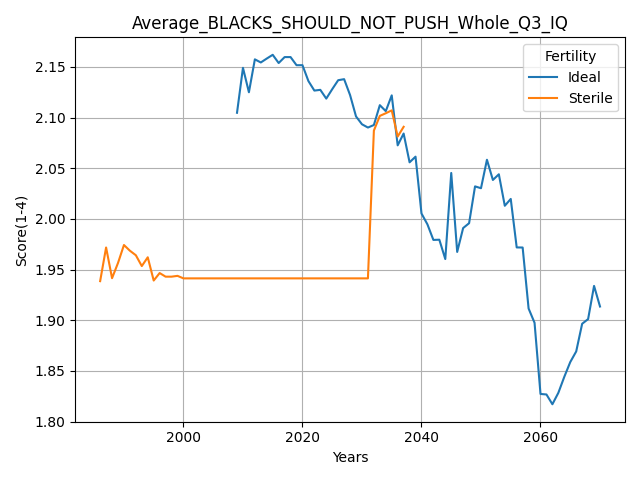 Average_BLACKS_SHOULD_NOT_PUSH_Whole_Q3_IQ
Fertility
Ideal
Sterile
Score(1-4)
2.15
2.10
2.05
2.00
1.95
1.90
1.85
1.80
2000
2020
2040
2060
Years